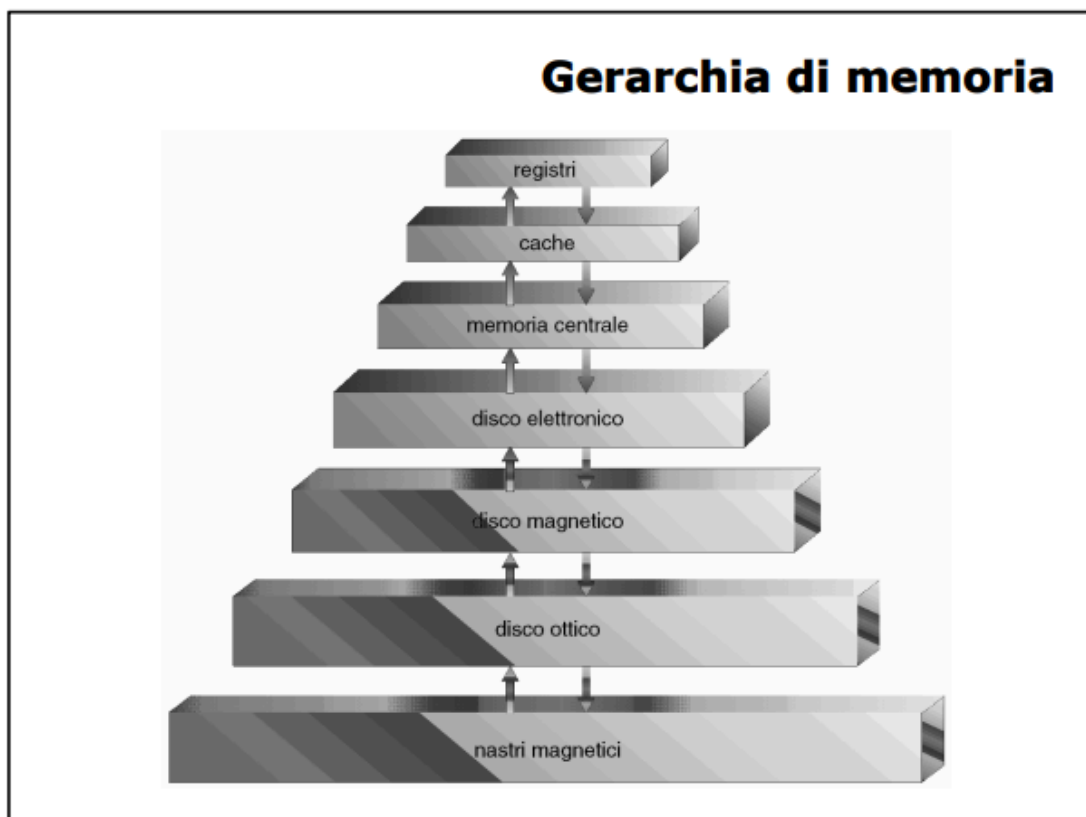 Gerarchia di memoria
registri
cache
memoria centrale
disco elettronico
disco magnetico
disco ottico
nastri magnetici